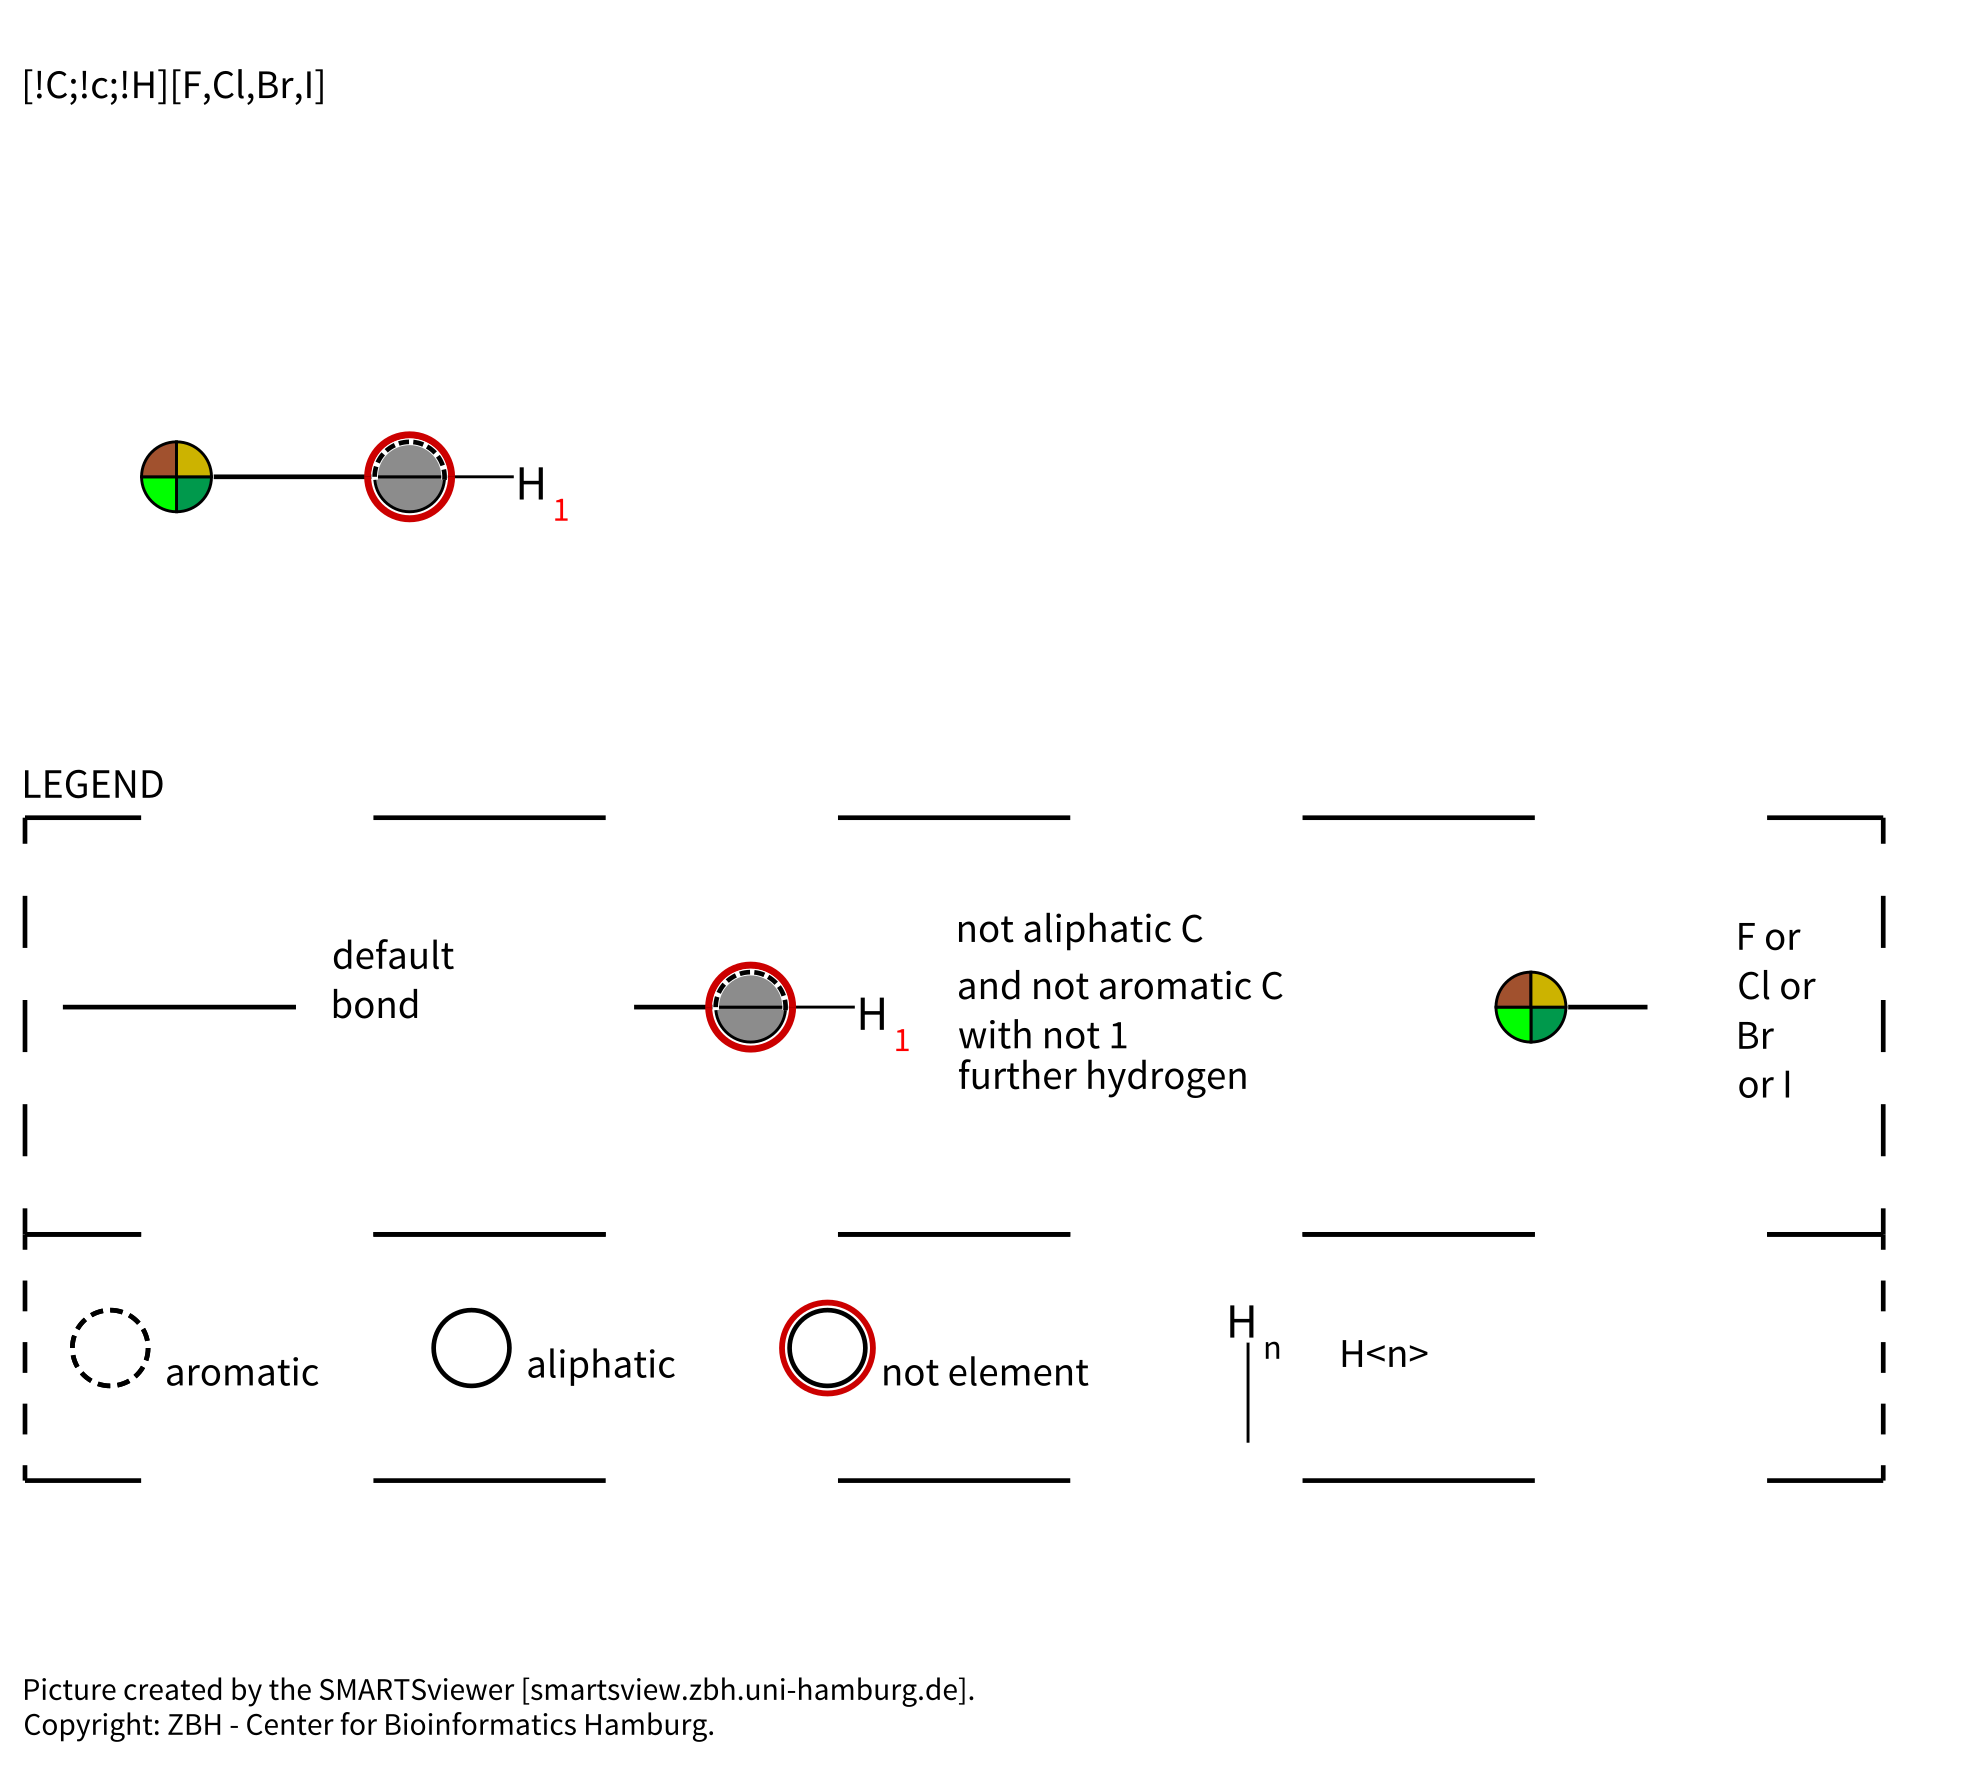 [!C;!c;!H][F,Cl,Br,I]
H
1
LEGEND
default
bond
H
1
not aliphatic C
and not aromatic C
with not 1
further hydrogen
F or
Cl or
Br
or I
aromatic
aliphatic
not element
H
n
H<n>
Picture created by the SMARTSviewer [smartsview.zbh.uni-hamburg.de].
Copyright: ZBH - Center for Bioinformatics Hamburg.